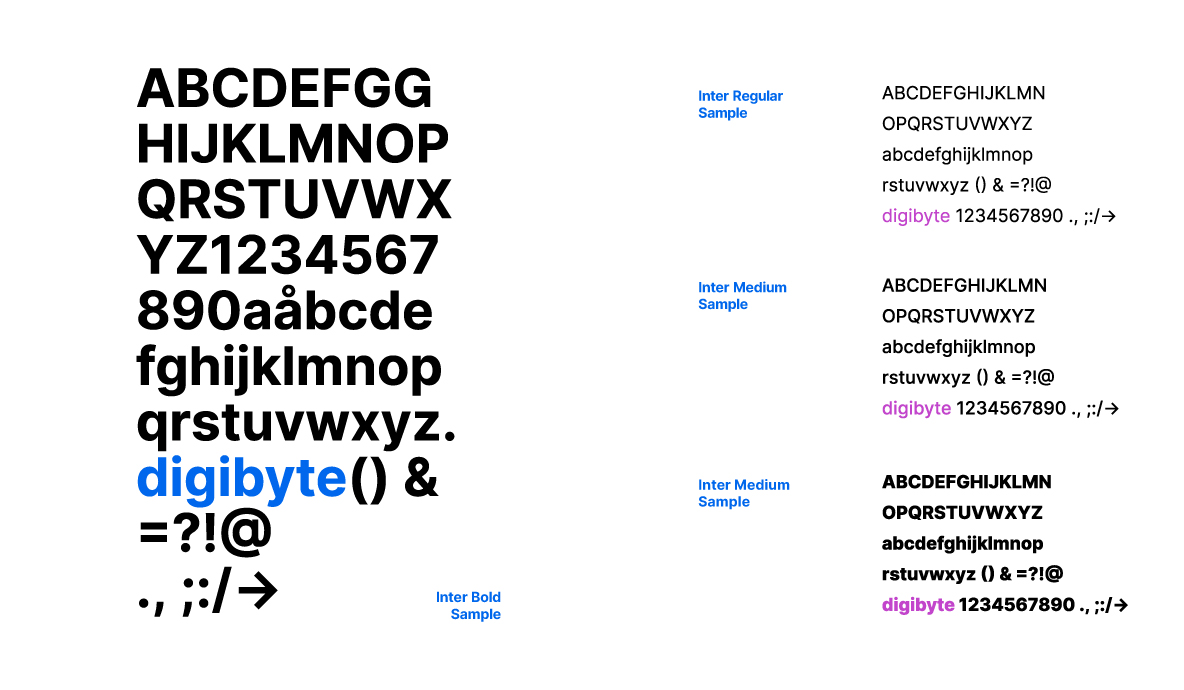 ABCDEFGG
HIJKLMNOP
QRSTUVWX
YZ1234567
890aåbcde
fghijklmnop
qrstuvwxyz.
digibyte() &
=?!@
., ;:/→
Inter Bold
Sample
Inter Regular
Sample
ABCDEFGHIJKLMN
OPQRSTUVWXYZ
abcdefghijklmnop
rstuvwxyz () & =?!@
digibyte 1234567890 ., ;:/→
Inter Medium
Sample
ABCDEFGHIJKLMN
OPQRSTUVWXYZ
abcdefghijklmnop
rstuvwxyz () & =?!@
digibyte 1234567890 ., ;:/→
Inter Medium
Sample
ABCDEFGHIJKLMN
OPQRSTUVWXYZ
abcdefghijklmnop
rstuvwxyz () & =?!@
digibyte 1234567890 ., ;:/→